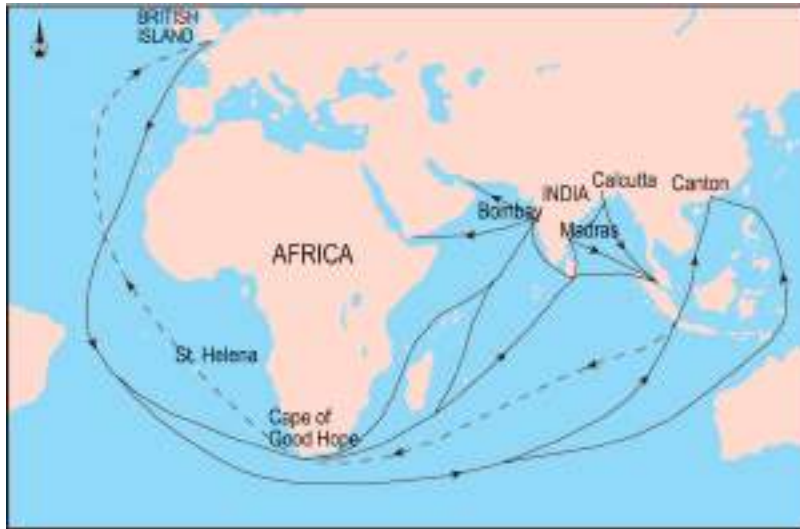 BRITISH
ISLAND
INDIA
Calcutta
Canton
Bombay
Madras
AFRICA
St. Helena
Cape of
Good Hope